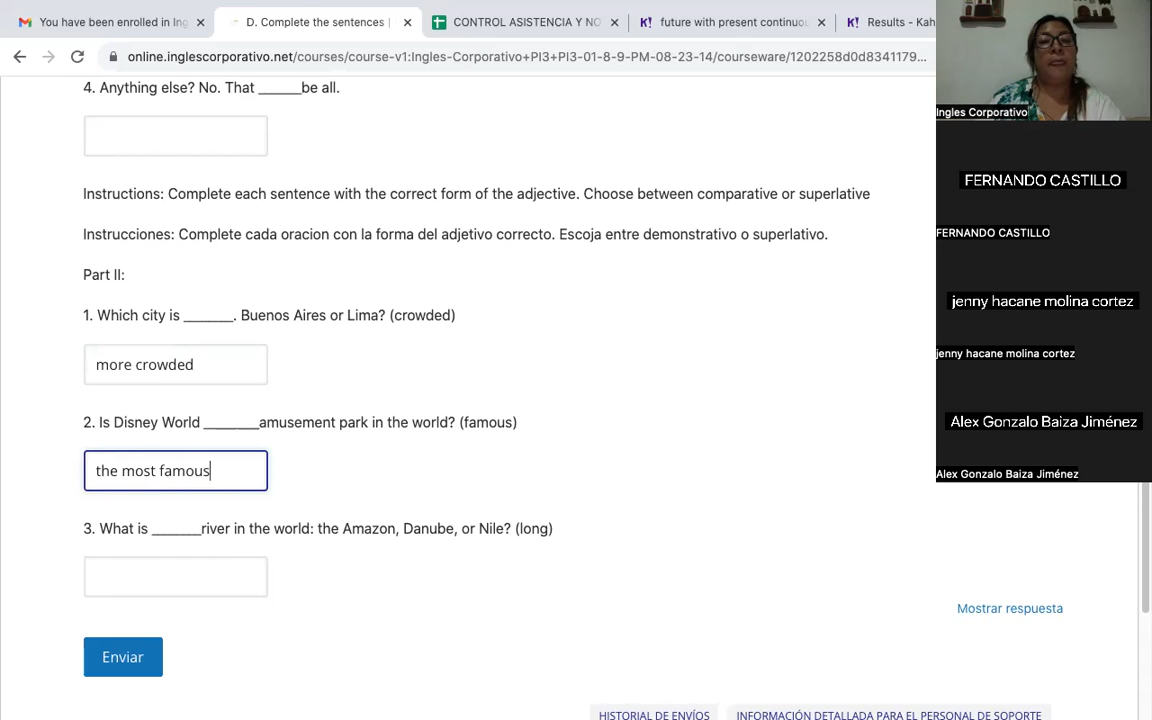 You have been enrolled in Ing
D. Complete the sentences |
CONTROL ASISTENCIA Y NO
future with present continuou
Results - Kah
online.inglescorporativo.net/courses/course-v1:Ingles-Corporativo+PI3+PI3-01-8-9-PM-08-23-14/courseware/1202258d0d8341179...
4. Anything else? No. That ______be all.
Instructions: Complete each sentence with the correct form of the adjective. Choose between comparative or superlative
Instrucciones: Complete cada oracion con la forma del adjetivo correcto. Escoja entre demonstrativo o superlativo.
Part II:
1. Which city is _______. Buenos Aires or Lima? (crowded)
more crowded
2. Is Disney World ________amusement park in the world? (famous)
the most famous
3. What is _______river in the world: the Amazon, Danube, or Nile? (long)
Mostrar respuesta
Enviar
HISTORIAL DE ENVÍOS
INFORMACIÓN DETALLADA PARA EL PERSONAL DE SOPORTE
Ingles Corporativo
FERNANDO CASTILLO
FERNANDO CASTILLO
jenny hacane molina cortez
jenny hacane molina cortez
Alex Gonzalo Baiza Jiménez
Alex Gonzalo Baiza Jiménez